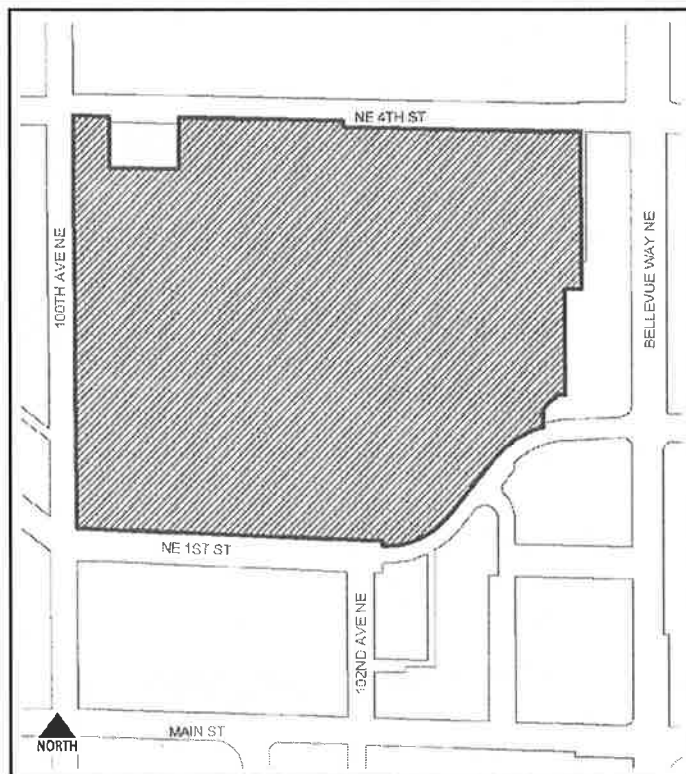 NE 4TH ST
100TH AVE NE
BELLEVUE WAY NE
NE 1ST ST
102ND AVE NE
MAIN ST
NORTH